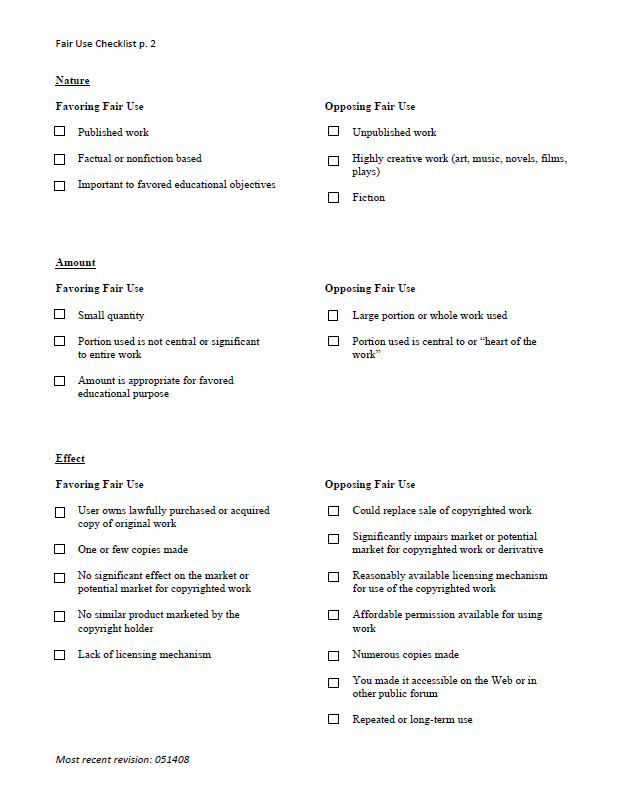 Fair Use Checklist p. 2
Nature
Favoring Fair Use
Published work
Factual or nonfiction based
Important to favored educational objectives
Opposing Fair Use
Unpublished work
Highly creative work (art, music, novels, films,
plays)
Fiction
Amount
Favoring Fair Use
Small quantity
Portion used is not central or significant
to entire work
Amount is appropriate for favored
educational purpose
Opposing Fair Use
Large portion or whole work used
Portion used is central to or “heart of the
work”
Effect
Favoring Fair Use
User owns lawfully purchased or acquired
copy of original work
One or few copies made
No significant effect on the market or
potential market for copyrighted work
No similar product marketed by the
copyright holder
Lack of licensing mechanism
Opposing Fair Use
Could replace sale of copyrighted work
Significantly impairs market or potential
market for copyrighted work or derivative
Reasonably available licensing mechanism
for use of the copyrighted work
Affordable permission available for using
work
Numerous copies made
You made it accessible on the Web or in
other public forum
Repeated or long-term use
Most recent revision: 051408